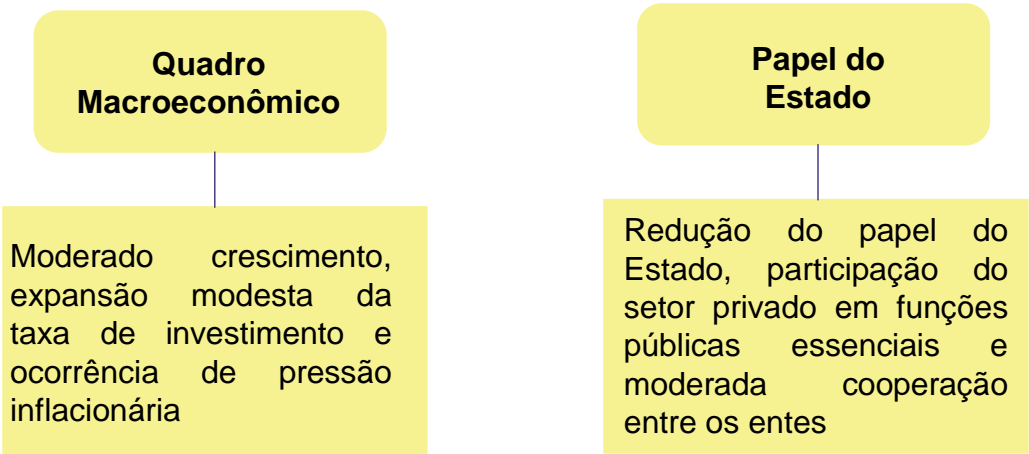 Quadro
Macroeconômico
Moderado crescimento,
expansão modesta da
taxa de investimento e
ocorrência de pressão
inflacionária
Papel do
Estado
Redução do papel do
Estado, participação do
setor privado em funções
públicas essenciais e
moderada cooperação
entre os entes